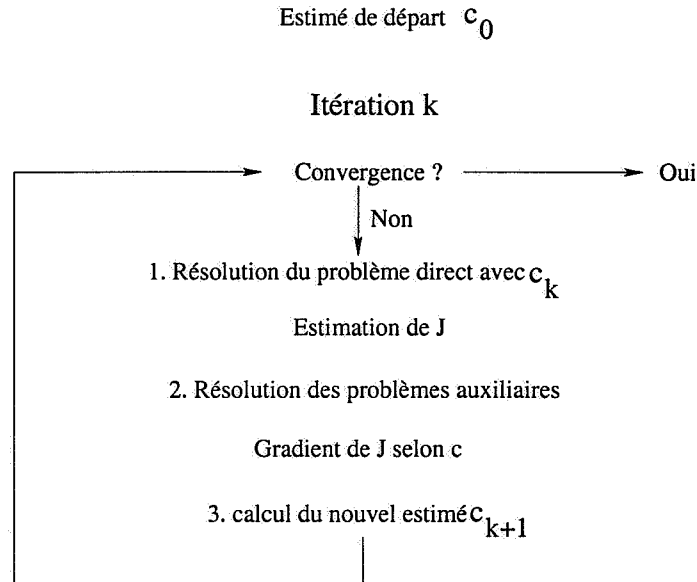 Estimé de départ c0
Itération k
Convergence ? Oui
Non
1. Résolution du problème direct avec ck
Estimation de J
2. Résolution des problèmes auxiliaires
Gradient de J selon c
3. calcul du nouvel estimé ck+1